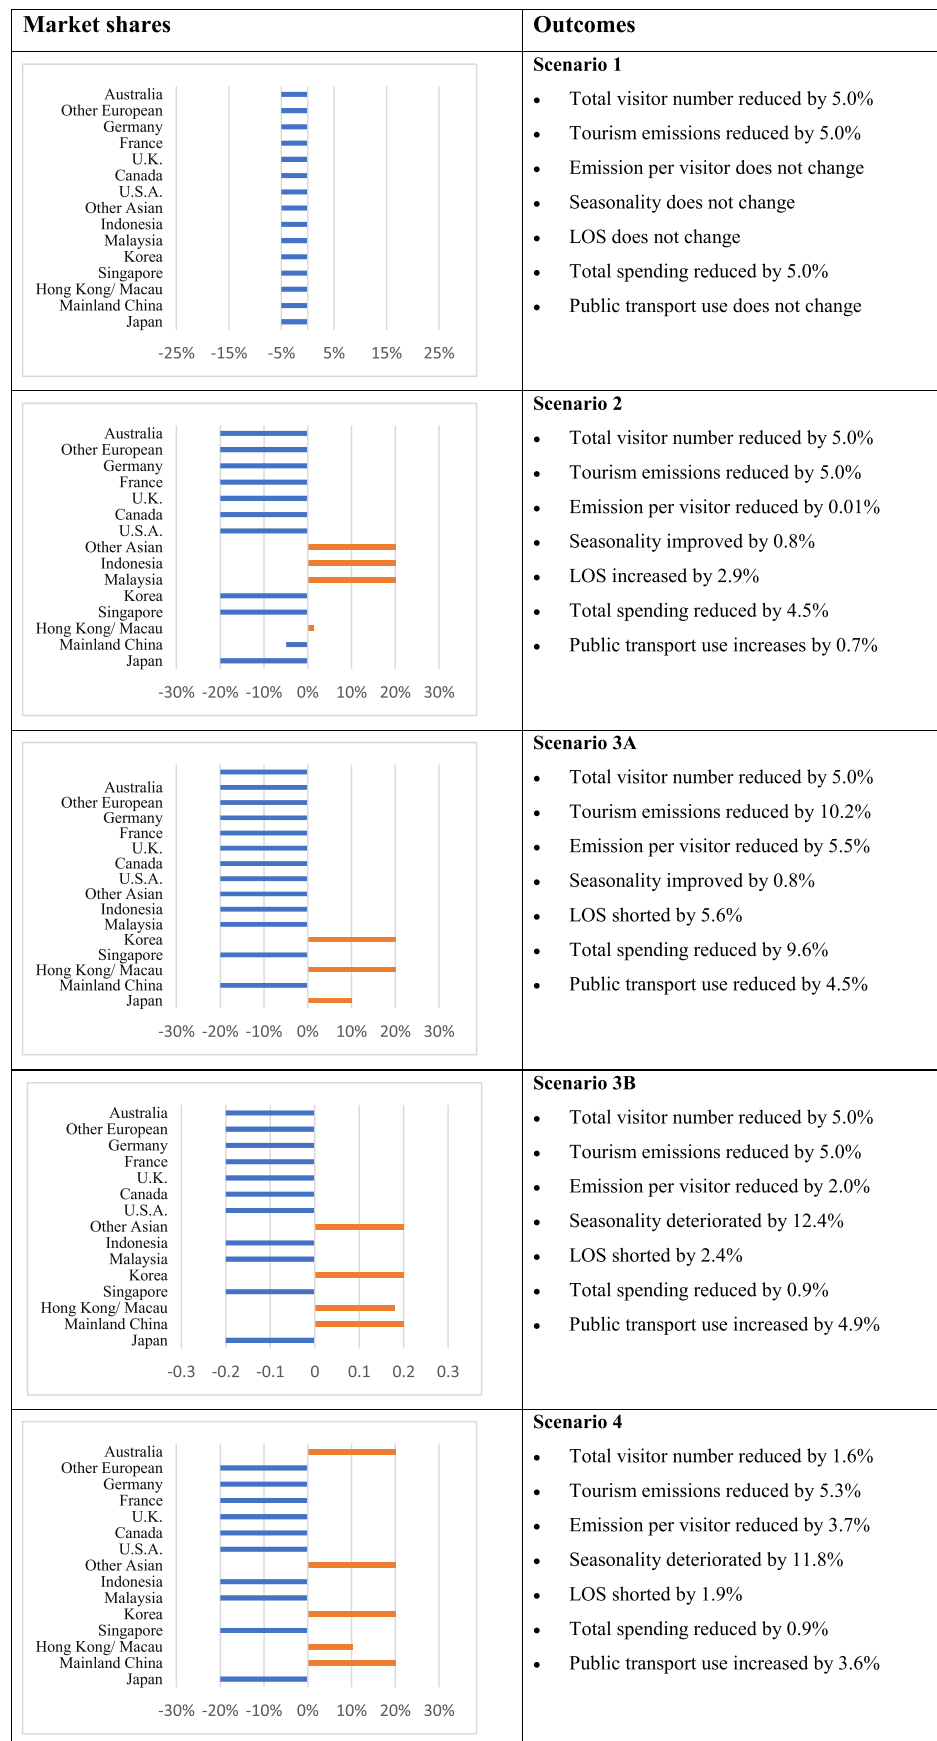 Market shares
Outcomes
Australia
Other European
Germany
France
U.K.
Canada
U.S.A.
Other Asian
Indonesia
Malaysia
Korea
Singapore
Hong Kong/ Macau
Mainland China
Japan
-25% -15% -5% 5% 15% 25%
Scenario 1
• Total visitor number reduced by 5.0%
• Tourism emissions reduced by 5.0%
• Emission per visitor does not change
• Seasonality does not change
• LOS does not change
• Total spending reduced by 5.0%
• Public transport use does not change
Australia
Other European
Germany
France
U.K.
Canada
U.S.A.
Other Asian
Indonesia
Malaysia
Korea
Singapore
Hong Kong/ Macau
Mainland China
Japan
-30% -20% -10% 0% 10% 20% 30%
Scenario 2
• Total visitor number reduced by 5.0%
• Tourism emissions reduced by 5.0%
• Emission per visitor reduced by 0.01%
• Seasonality improved by 0.8%
• LOS increased by 2.9%
• Total spending reduced by 4.5%
• Public transport use increases by 0.7%
Australia
Other European
Germany
France
U.K.
Canada
U.S.A.
Other Asian
Indonesia
Malaysia
Korea
Singapore
Hong Kong/ Macau
Mainland China
Japan
-30% -20% -10% 0% 10% 20% 30%
Scenario 3A
• Total visitor number reduced by 5.0%
• Tourism emissions reduced by 10.2%
• Emission per visitor reduced by 5.5%
• Seasonality improved by 0.8%
• LOS shorted by 5.6%
• Total spending reduced by 9.6%
• Public transport use reduced by 4.5%
Australia
Other European
Germany
France
U.K.
Canada
U.S.A.
Other Asian
Indonesia
Malaysia
Korea
Singapore
Hong Kong/ Macau
Mainland China
Japan
-0.3 -0.2 -0.1 0 0.1 0.2 0.3
Scenario 3B
• Total visitor number reduced by 5.0%
• Tourism emissions reduced by 5.0%
• Emission per visitor reduced by 2.0%
• Seasonality deteriorated by 12.4%
• LOS shorted by 2.4%
• Total spending reduced by 0.9%
• Public transport use increased by 4.9%
Australia
Other European
Germany
France
U.K.
Canada
U.S.A.
Other Asian
Indonesia
Malaysia
Korea
Singapore
Hong Kong/ Macau
Mainland China
Japan
-30% -20% -10% 0% 10% 20% 30%
Scenario 4
• Total visitor number reduced by 1.6%
• Tourism emissions reduced by 5.3%
• Emission per visitor reduced by 3.7%
• Seasonality deteriorated by 11.8%
• LOS shorted by 1.9%
• Total spending reduced by 0.9%
• Public transport use increased by 3.6%